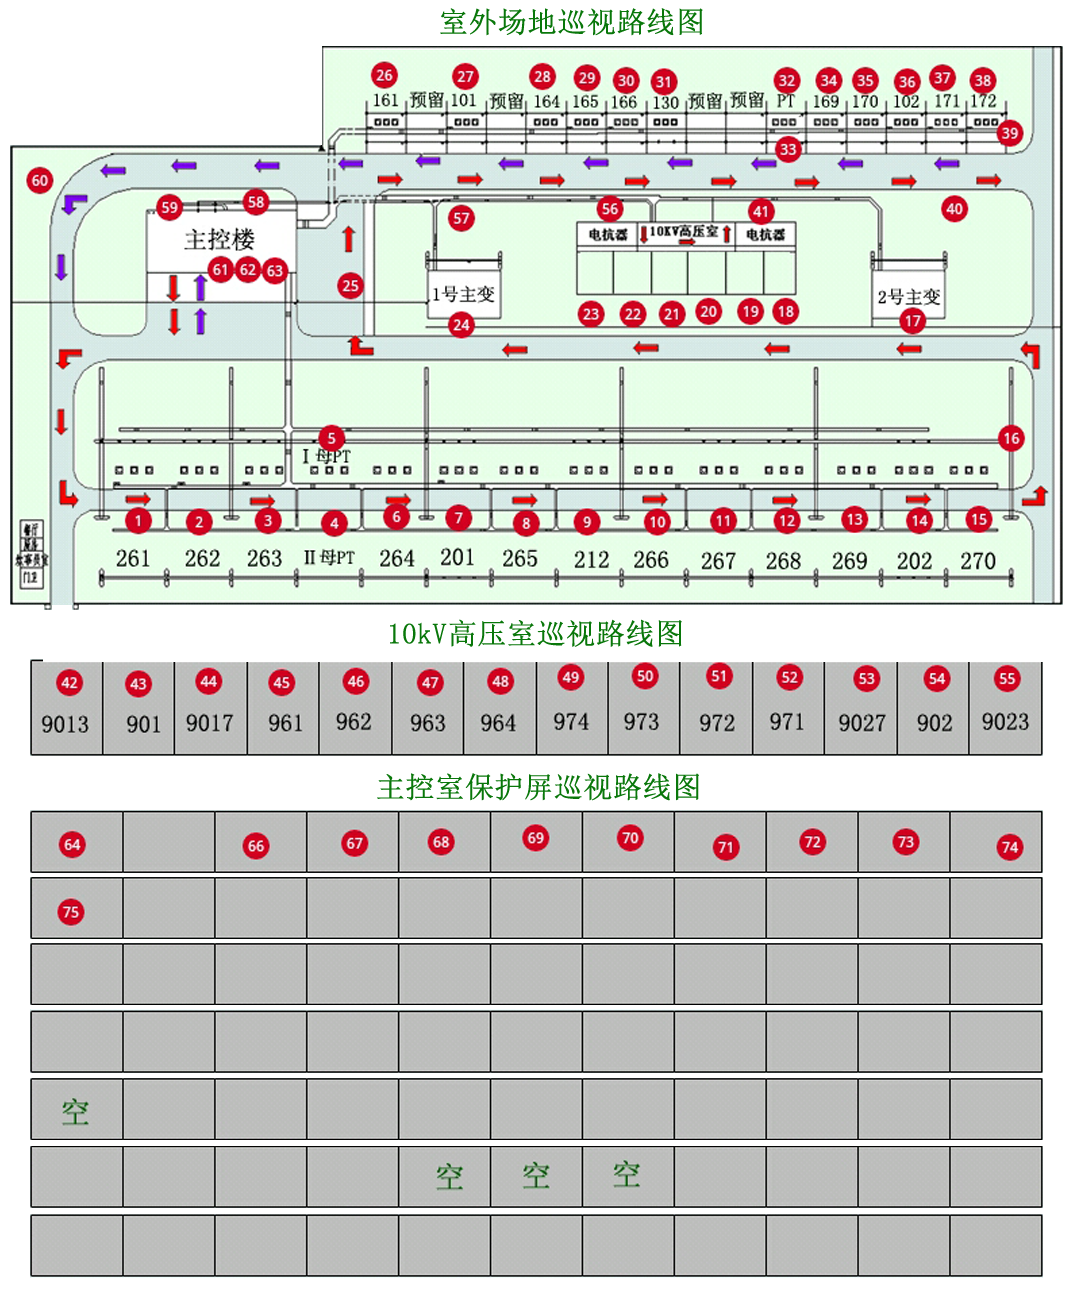 室外场地巡视路线图
26 27 28 29 30 31 32 34 35 36 37 38
161 预留 101 预留 164 165 166 130 预留 预留 PT 169 170 102 171 172
39
33
60
59 58 57 56 41 40
主控楼 电抗器 10KV高压室 电抗器
61 62 63
25 1号主变 2号主变
24 23 22 21 20 19 18 17
5 16
Ⅰ母PT
1 2 3 4 6 7 8 9 10 11 12 13 14 15
261 262 263 Ⅱ母PT 264 201 265 212 266 267 268 269 202 270
餐厅
10kV高压室巡视路线图
42 43 44 45 46 47 48 49 50 51 52 53 54 55
9013 901 9017 961 962 963 964 974 973 972 971 9027 902 9023
主控室保护屏巡视路线图
64 66 67 68 69 70 71 72 73 74
75
空
空 空 空